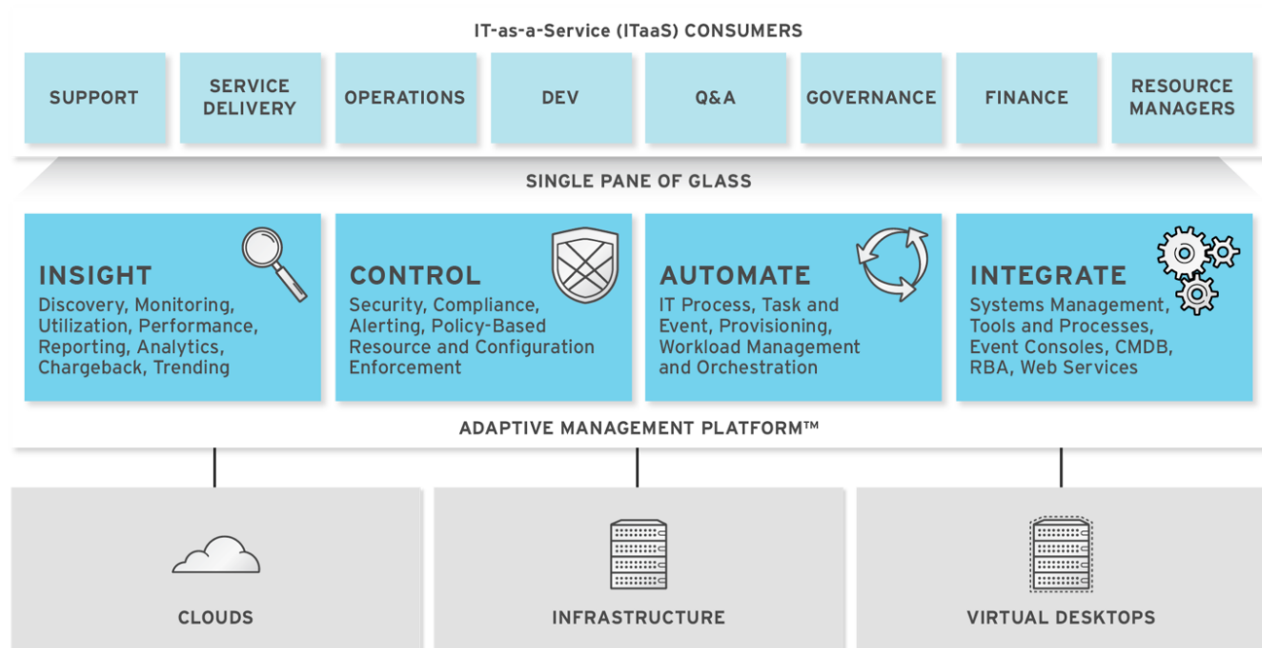 IT-as-a-Service (ITaaS) CONSUMERS
SUPPORT
SERVICE
DELIVERY
OPERATIONS
DEV
Q&A
GOVERNANCE
FINANCE
RESOURCE
MANAGERS
SINGLE PANE OF GLASS
INSIGHT
Discovery, Monitoring,
Utilization, Performance,
Reporting, Analytics,
Chargeback, Trending
CONTROL
Security, Compliance,
Alerting, Policy-Based
Resource and Configuration
Enforcement
AUTOMATE
IT Process, Task and
Event, Provisioning,
Workload Management
and Orchestration
INTEGRATE
Systems Management,
Tools and Processes,
Event Consoles, CMDB,
RBA, Web Services
ADAPTIVE MANAGEMENT PLATFORM™
CLOUDS
INFRASTRUCTURE
VIRTUAL DESKTOPS